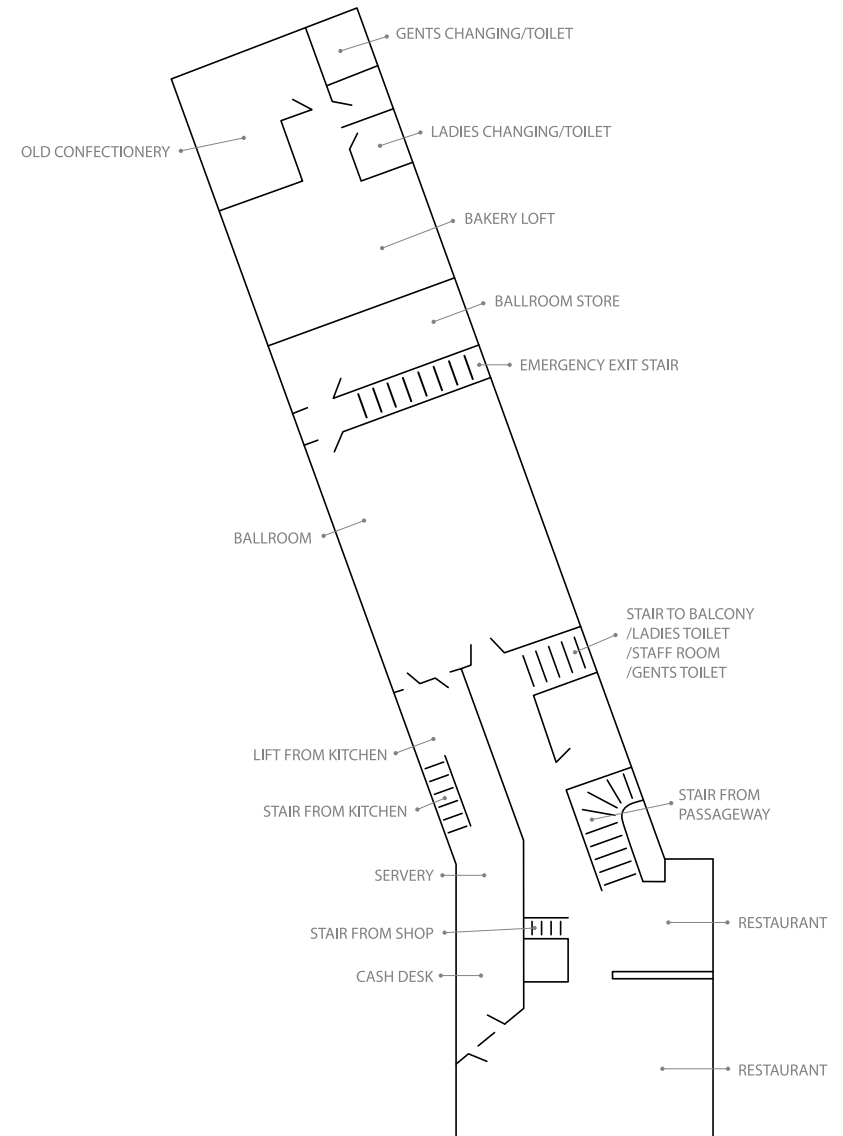 GENTS CHANGING/TOILET
LADIES CHANGING/TOILET
OLD CONFECTIONERY
BAKERY LOFT
BALLROOM STORE
EMERGENCY EXIT STAIR
BALLROOM
STAIR TO BALCONY
/LADIES TOILET
/STAFF ROOM
/GENTS TOILET
LIFT FROM KITCHEN
STAIR FROM KITCHEN
STAIR FROM
PASSAGEWAY
SERVERY
STAIR FROM SHOP
RESTAURANT
CASH DESK
RESTAURANT